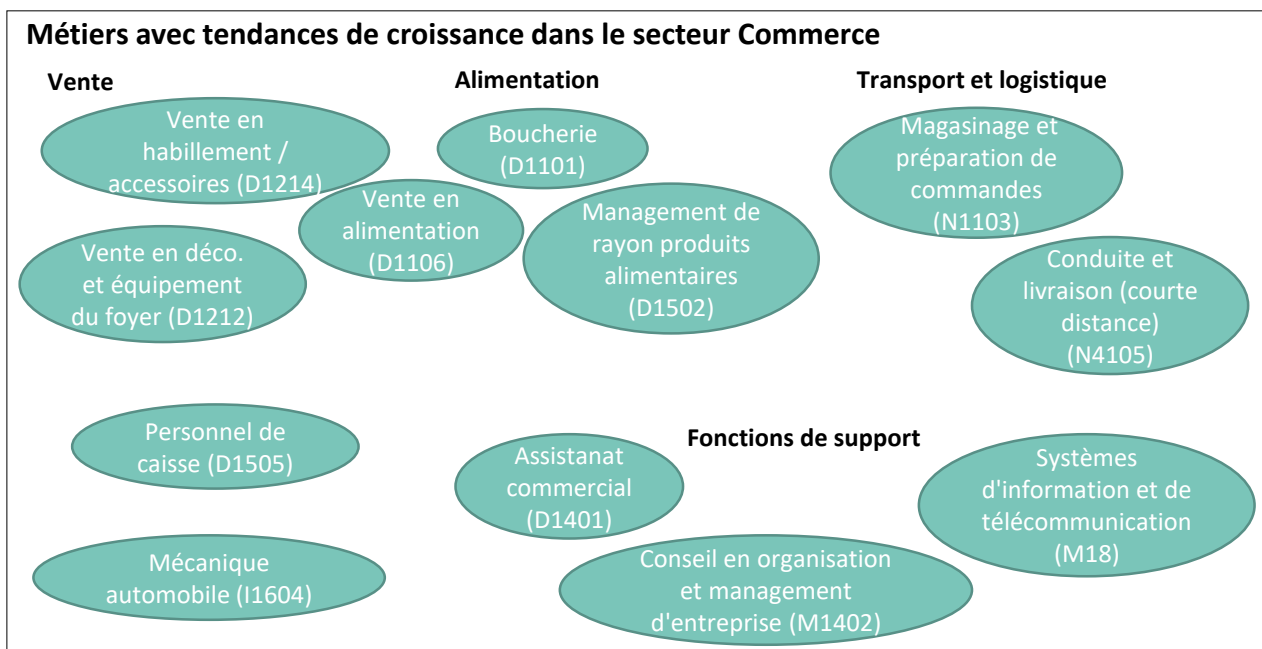 Métiers avec tendances de croissance dans le secteur Commerce
Vente
Alimentation
Transport et logistique
Vente en
habillement /
accessoires (D1214)
Boucherie
(D1101)
Magasinage et
préparation de
commandes
(N1103)
Vente en
alimentation
(D1106)
Management de
rayon produits
alimentaires
(D1502)
Vente en déco.
et équipement
du foyer (D1212)
Conduite et
livraison (courte
distance)
(N4105)
Personnel de
caisse (D1505)
Fonctions de support
Assistanat
commercial
(D1401)
Systèmes
d'information et de
télécommunication
(M18)
Mécanique
automobile (I1604)
Conseil en organisation
et management
d'entreprise (M1402)